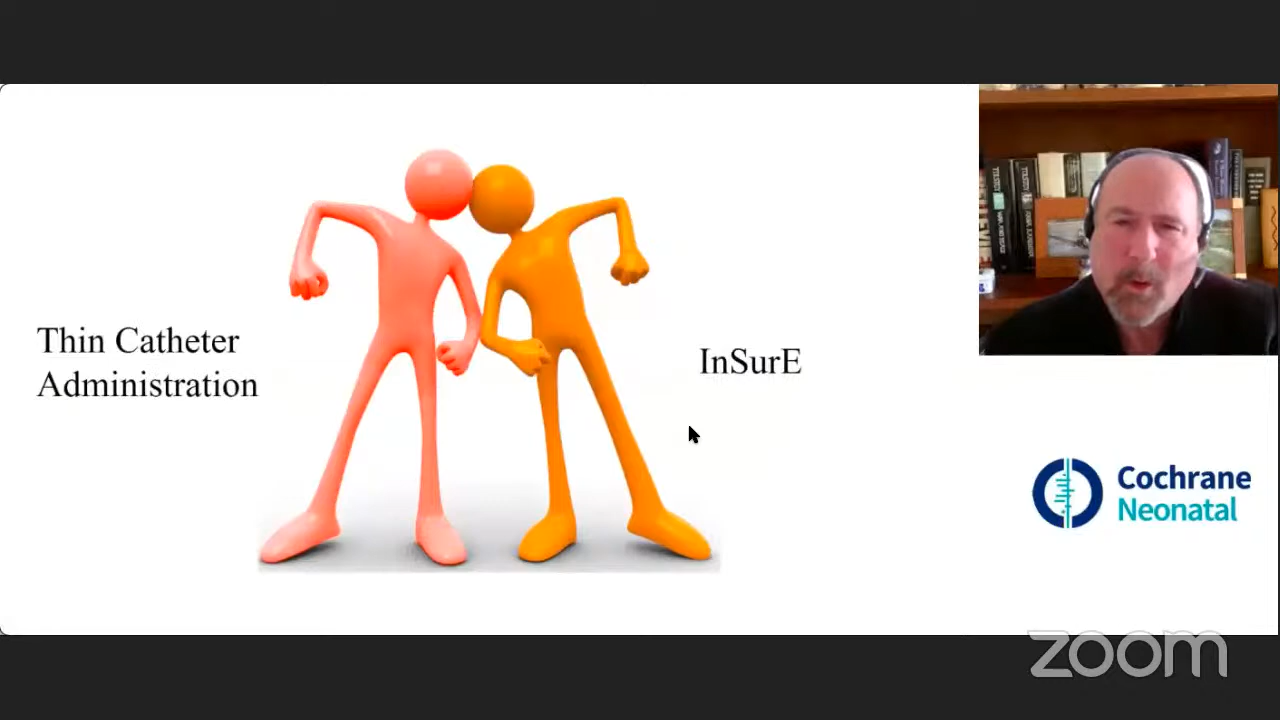 Thin Catheter
Administration
InSurE
Cochrane
Neonatal
zoom